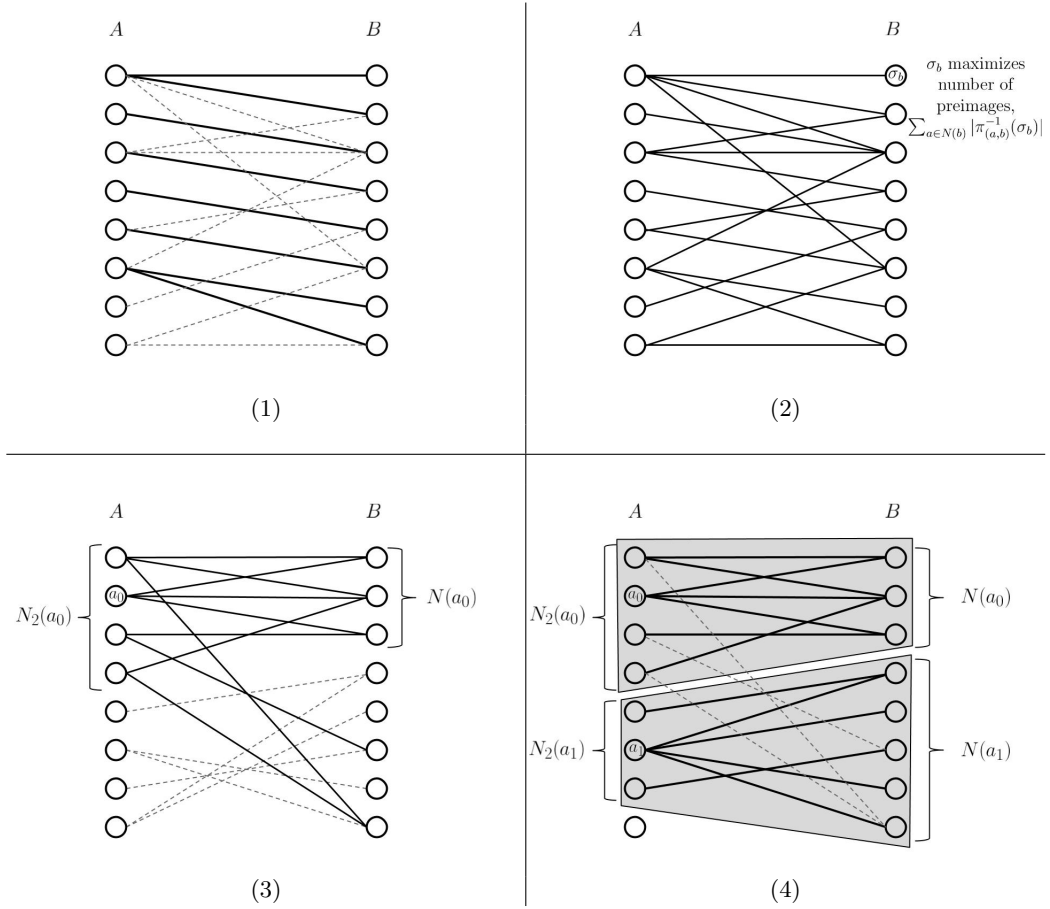 A B
σ_b
σ_b maximizes
number of
preimages,
∑_{a∈N(b)} |π^{-1}_{(a,b)}(σ_b)|
(1)
A B
(2)
A B
a_0
N_2(a_0)
N(a_0)
(3)
A B
a_0
N_2(a_0)
N(a_0)
a_1
N_2(a_1)
N(a_1)
(4)